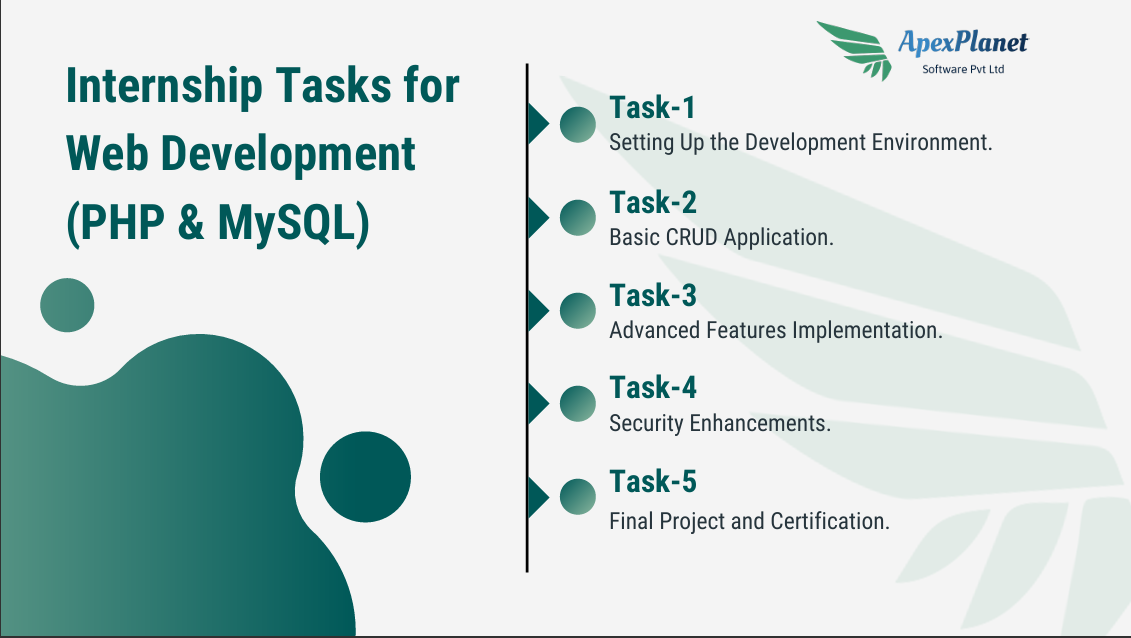 Internship Tasks for
Web Development
(PHP & MySQL)
ApexPlanet
Software Pvt Ltd
Task-1
Setting Up the Development Environment.
Task-2
Basic CRUD Application.
Task-3
Advanced Features Implementation.
Task-4
Security Enhancements.
Task-5
Final Project and Certification.